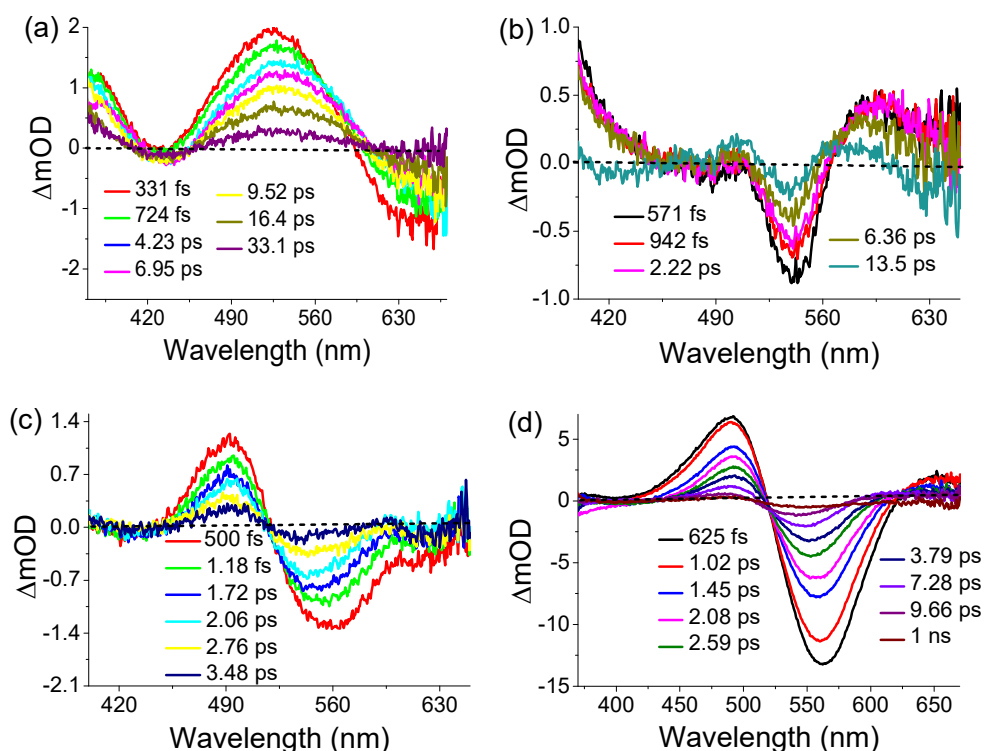 (a)
2
1
0
-1
-2
ΔmOD
331 fs
724 fs
4.23 ps
6.95 ps
9.52 ps
16.4 ps
33.1 ps
420 490 560 630
Wavelength (nm)
(b)
1.0
0.5
0.0
-0.5
-1.0
ΔmOD
571 fs
942 fs
2.22 ps
6.36 ps
13.5 ps
420 490 560 630
Wavelength (nm)
(c)
1.4
0.7
0.0
-0.7
-1.4
-2.1
ΔmOD
500 fs
1.18 fs
1.72 ps
2.06 ps
2.76 ps
3.48 ps
420 490 560 630
Wavelength (nm)
(d)
5
0
-5
-10
-15
ΔmOD
625 fs
1.02 ps
1.45 ps
2.08 ps
2.59 ps
3.79 ps
7.28 ps
9.66 ps
1 ns
400 450 500 550 600 650
Wavelength (nm)